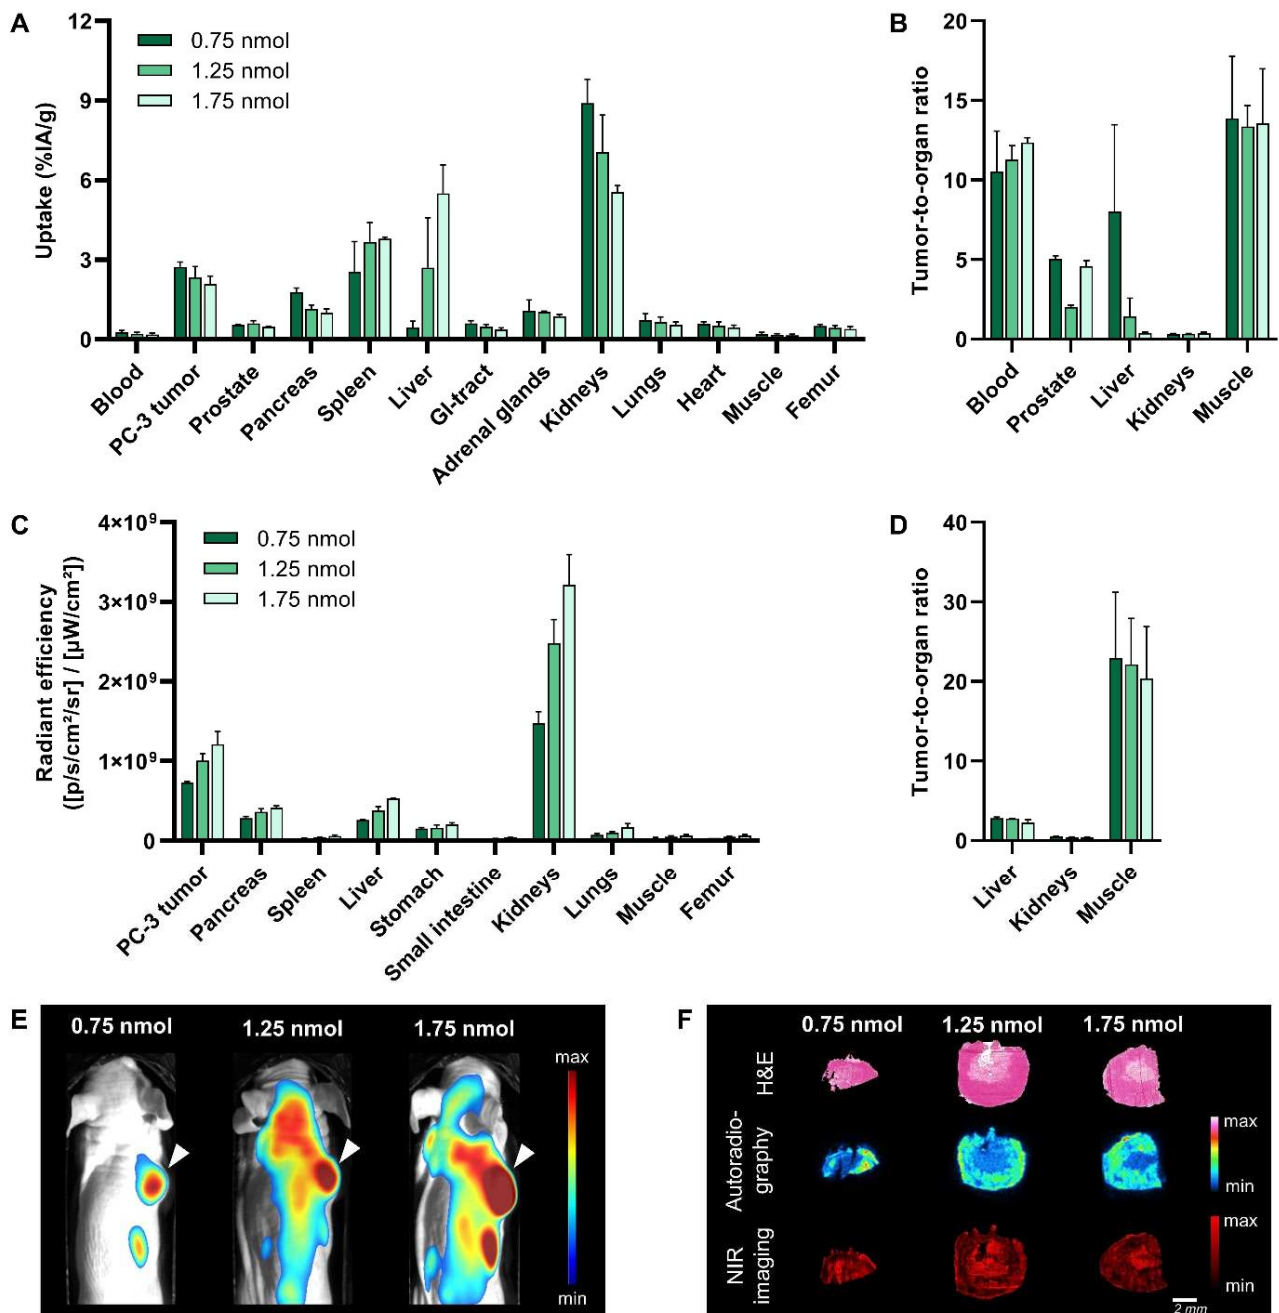 A
Uptake (%IA/g)
12
9
6
3
0
0.75 nmol
1.25 nmol
1.75 nmol
Blood
PC-3 tumor
Prostate
Pancreas
Spleen
Liver
GI-tract
Adrenal glands
Kidneys
Lungs
Heart
Muscle
Femur
B
Tumor-to-organ ratio
20
15
10
5
0
Blood
Prostate
Liver
Kidneys
Muscle
C
Radiant efficiency
([p/s/cm²/sr] / [µW/cm²])
4×10⁹
3×10⁹
2×10⁹
1×10⁹
0
0.75 nmol
1.25 nmol
1.75 nmol
PC-3 tumor
Pancreas
Spleen
Liver
Stomach
Small intestine
Kidneys
Lungs
Muscle
Femur
D
Tumor-to-organ ratio
40
30
20
10
0
Liver
Kidneys
Muscle
E
0.75 nmol
1.25 nmol
1.75 nmol
max
min
F
0.75 nmol
1.25 nmol
1.75 nmol
H&E
Autoradio-
graphy
NIR
imaging
max
min
max
min
2 mm